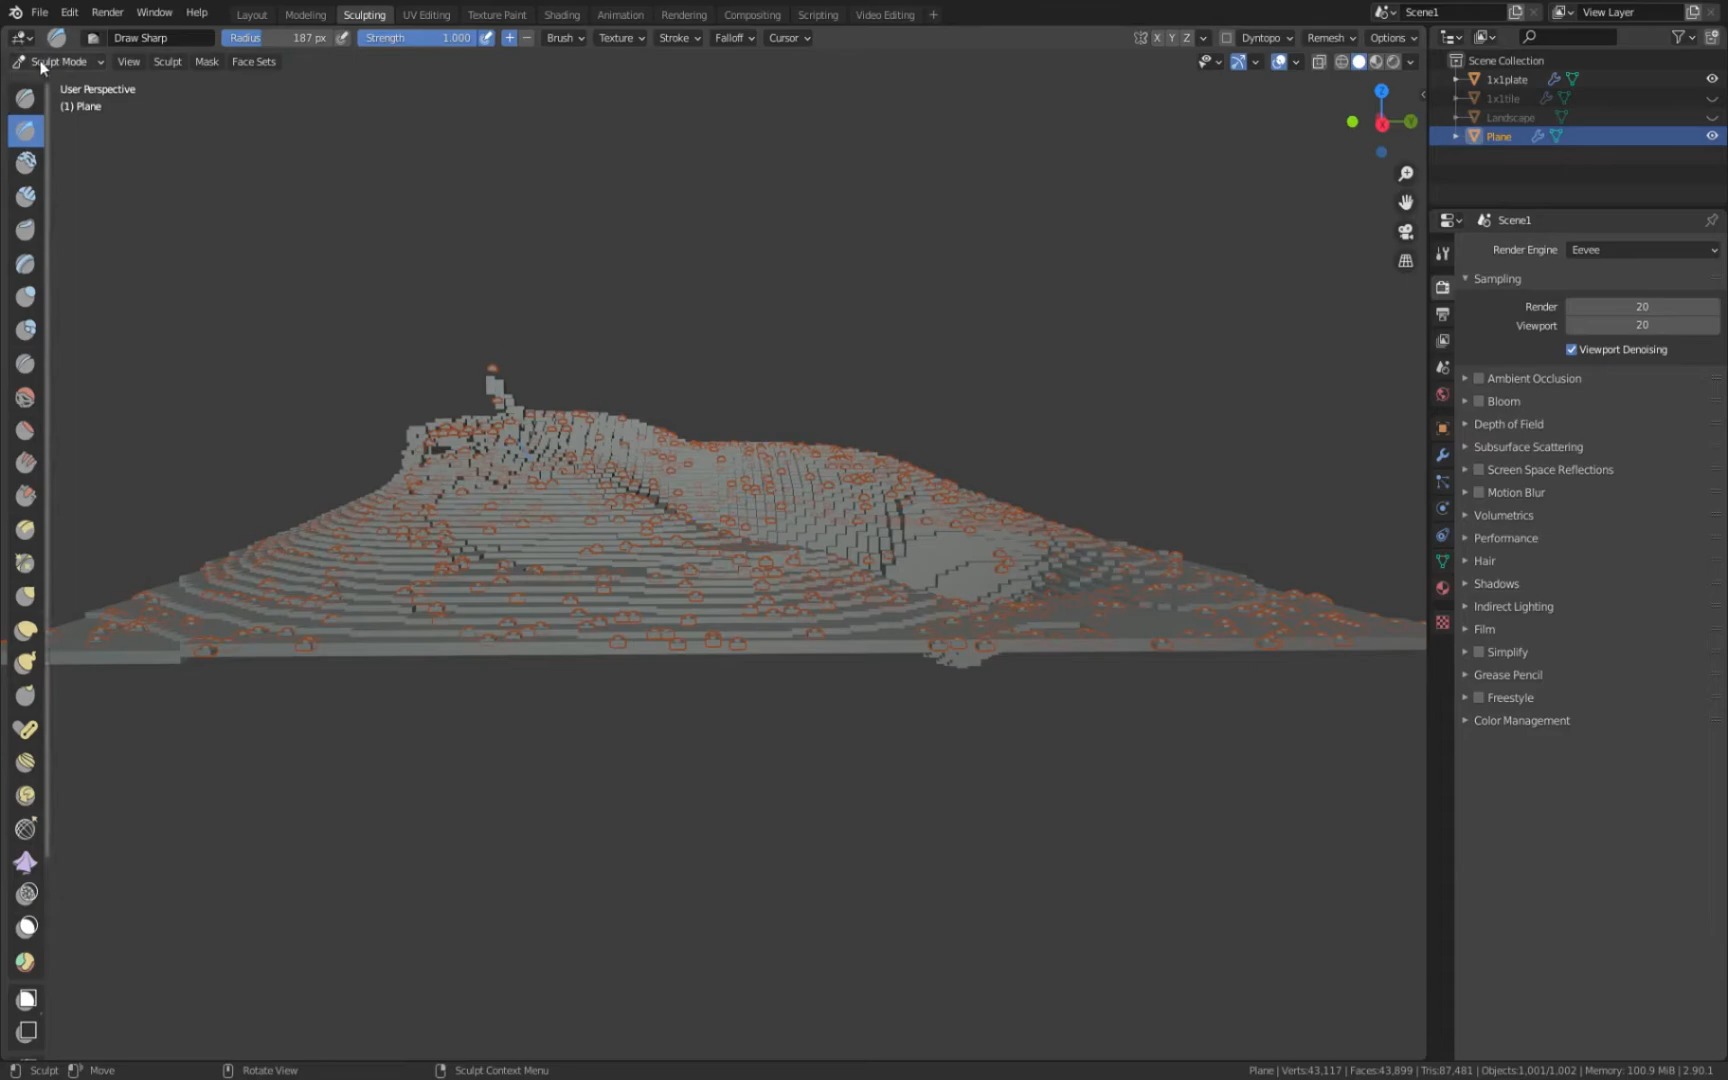 File Edit Render Window Help
Layout Modeling Sculpting UV Editing Texture Paint Shading Animation Rendering Compositing Scripting Video Editing +
Scene1
View Layer
Draw Sharp
Radius 187 px
Strength 1.000
+ −
Brush Texture Stroke Falloff Cursor
X Y Z
Dyntopo Remesh Options
Sculpt Mode View Sculpt Mask Face Sets
User Perspective
(1) Plane
Z
X
Y
Scene Collection
1x1plate
1x1tile
Landscape
Plane
Scene1
Render Engine Eevee
Sampling
Render 20
Viewport 20
Viewport Denoising
Ambient Occlusion
Bloom
Depth of Field
Subsurface Scattering
Screen Space Reflections
Motion Blur
Volumetrics
Performance
Hair
Shadows
Indirect Lighting
Film
Simplify
Grease Pencil
Freestyle
Color Management
Sculpt Move Rotate View Sculpt Context Menu
Plane | Verts:43,117 | Faces:43,899 | Tris:87,481 | Objects:1,001/1,002 | Memory: 100.9 MiB | 2.90.1